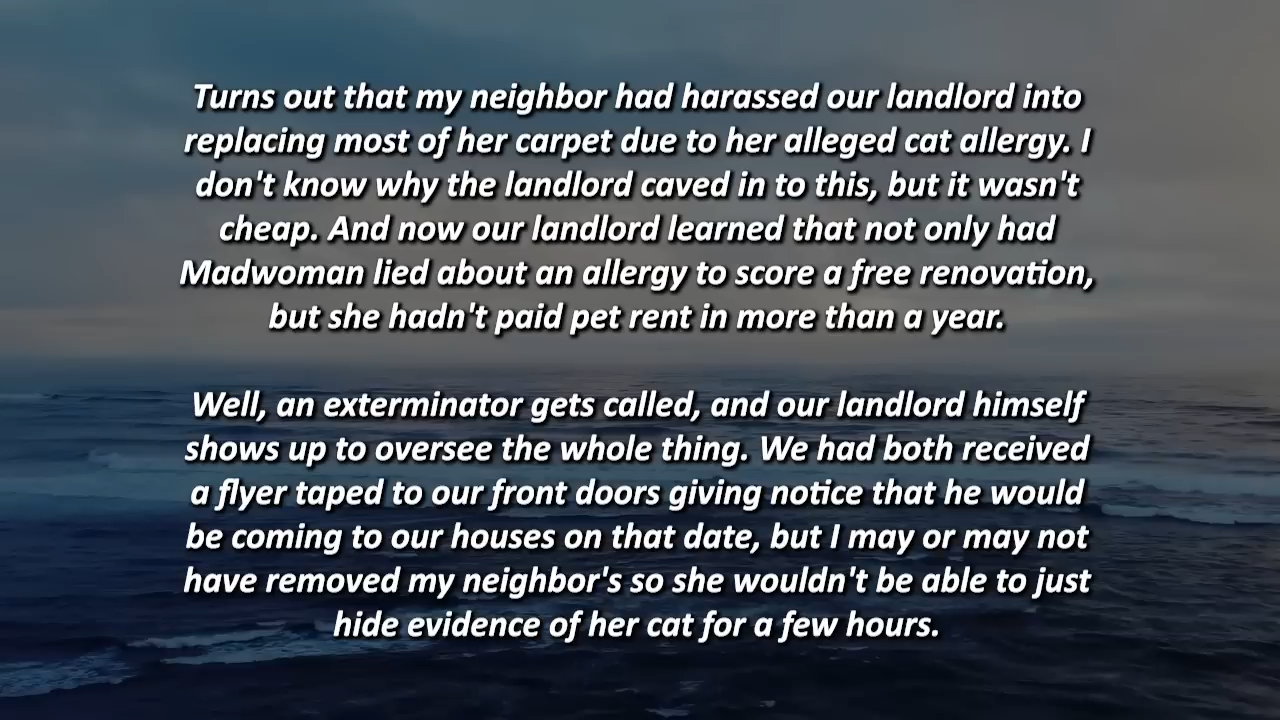 Turns out that my neighbor had harassed our landlord into
replacing most of her carpet due to her alleged cat allergy. I
don't know why the landlord caved in to this, but it wasn't
cheap. And now our landlord learned that not only had
Madwoman lied about an allergy to score a free renovation,
but she hadn't paid pet rent in more than a year.
Well, an exterminator gets called, and our landlord himself
shows up to oversee the whole thing. We had both received
a flyer taped to our front doors giving notice that he would
be coming to our houses on that date, but I may or may not
have removed my neighbor's so she wouldn't be able to just
hide evidence of her cat for a few hours.